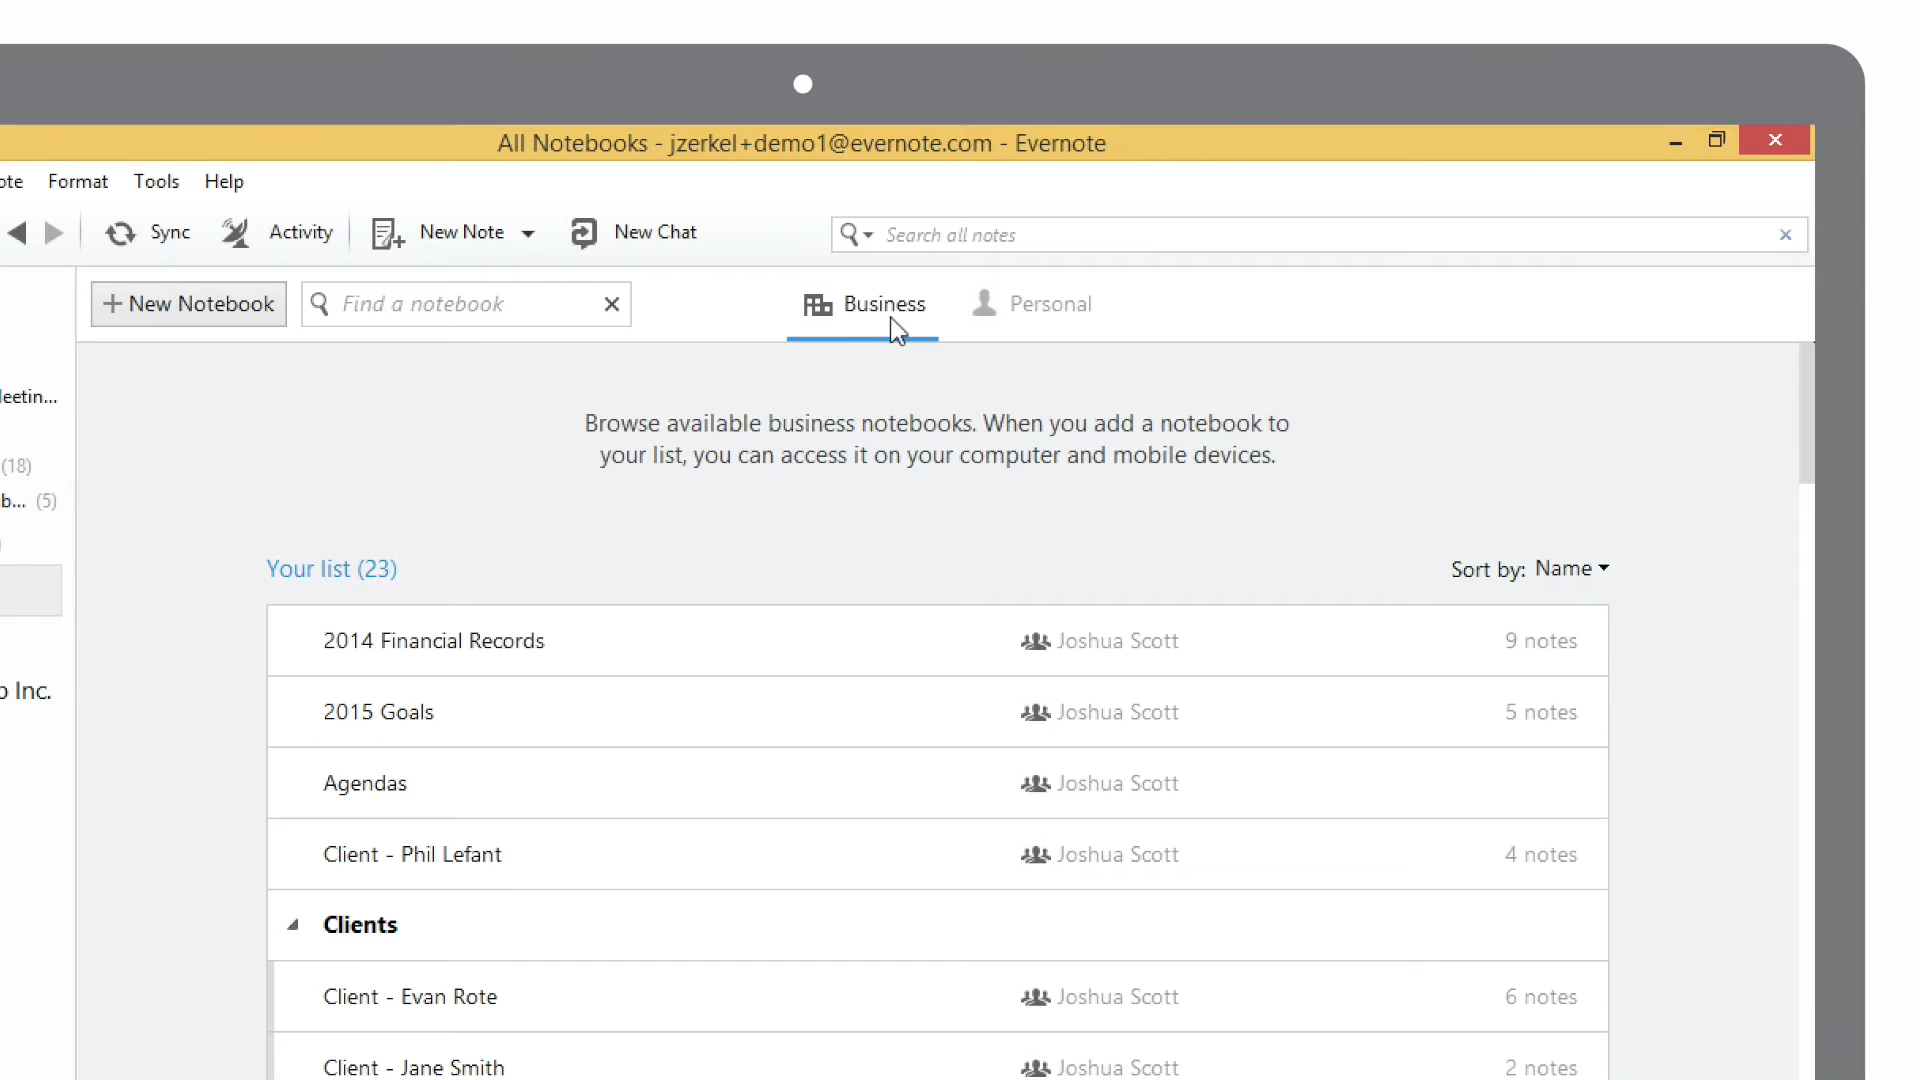 All Notebooks - jzerkel+demo1@evernote.com - Evernote
Format Tools Help
Sync Activity New Note New Chat Search all notes
+ New Notebook Find a notebook Business Personal
Browse available business notebooks. When you add a notebook to
your list, you can access it on your computer and mobile devices.
(18)
(5)
Your list (23) Sort by: Name
2014 Financial Records Joshua Scott 9 notes
Inc.
2015 Goals Joshua Scott 5 notes
Agendas Joshua Scott
Client - Phil Lefant Joshua Scott 4 notes
Clients
Client - Evan Rote Joshua Scott 6 notes
Client - Jane Smith Joshua Scott 2 notes